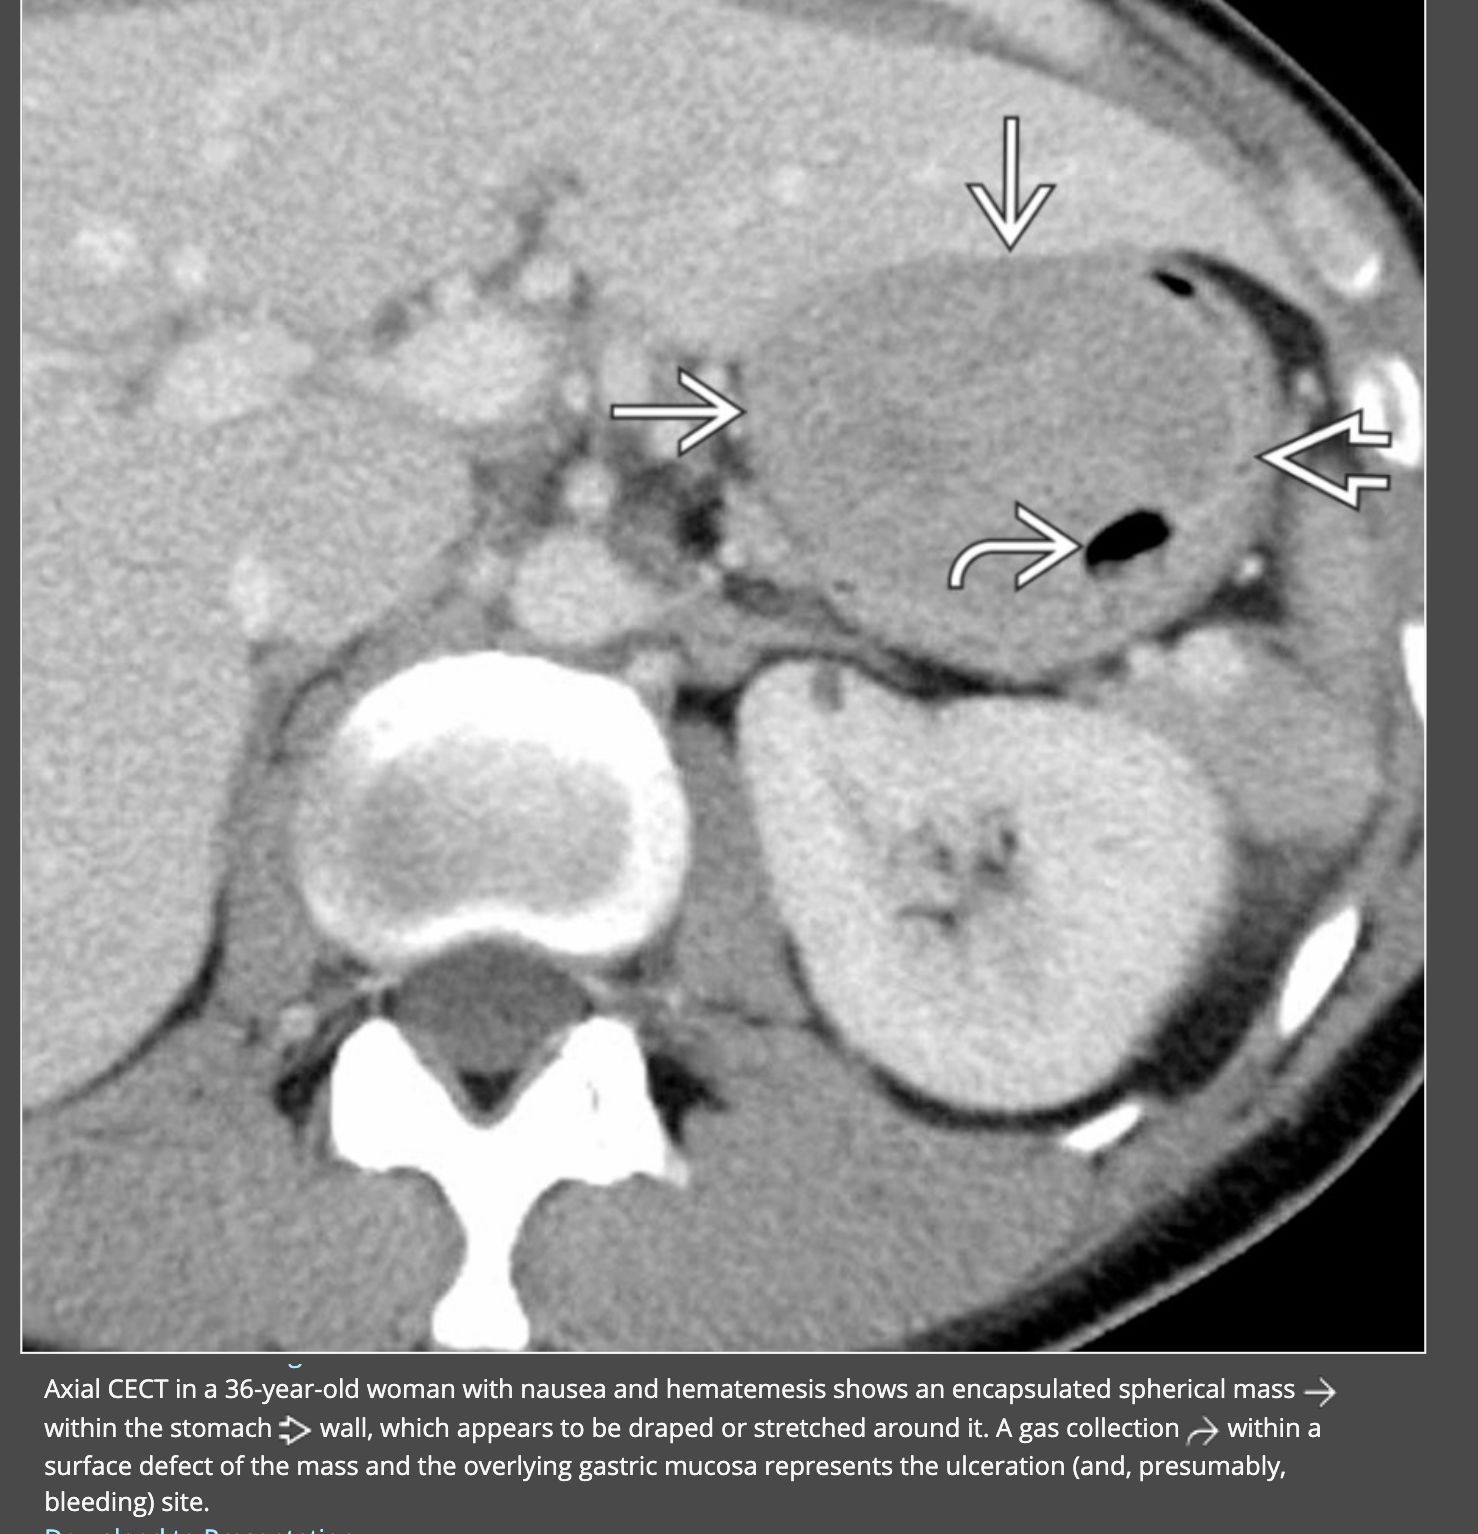 Axial CECT in a 36-year-old woman with nausea and hematemesis shows an encapsulated spherical mass
within the stomach wall, which appears to be draped or stretched around it. A gas collection within a
surface defect of the mass and the overlying gastric mucosa represents the ulceration (and, presumably,
bleeding) site.